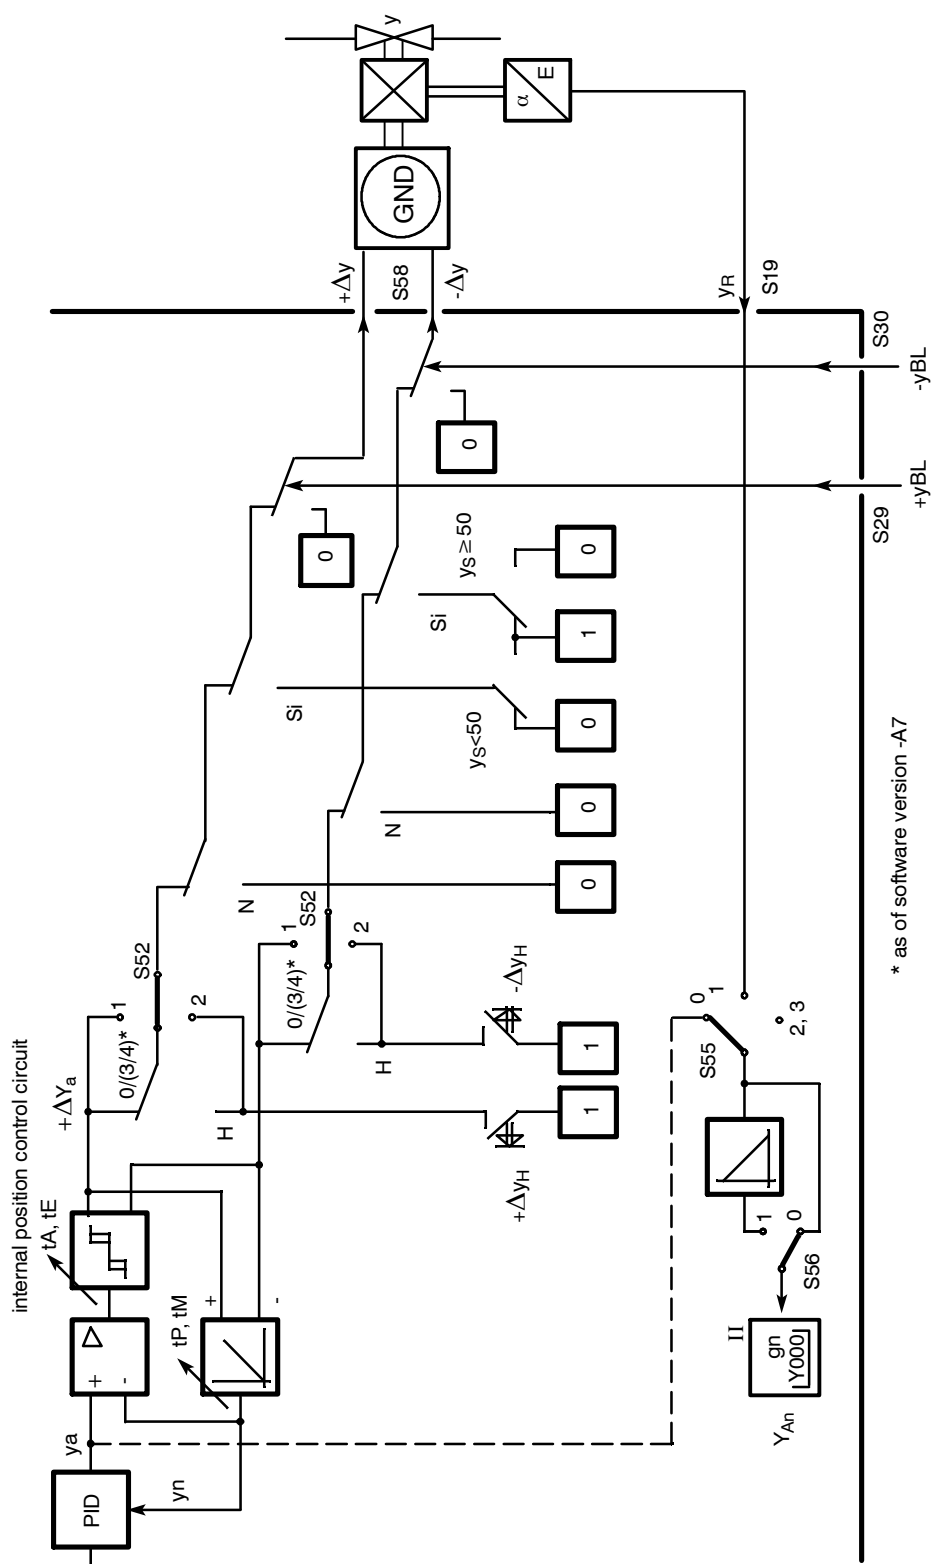 internal position control circuit
PID
ya
yn
+
-
tA, tE
tP, tM
+
-
+ΔYa
0/(3/4)*
1
2
S52
H
+ΔyH
1
0/(3/4)*
1
2
S52
H
-ΔyH
1
N
0
N
0
Si
yS<50
0
Si
yS≥50
1
0
0
0
+Δy
S58
-Δy
GND
y
α
E
yR
S19
S29
+yBL
S30
-yBL
S55
0
1
2, 3
S56
1
0
II
gn
Y000
YAn
* as of software version -A7